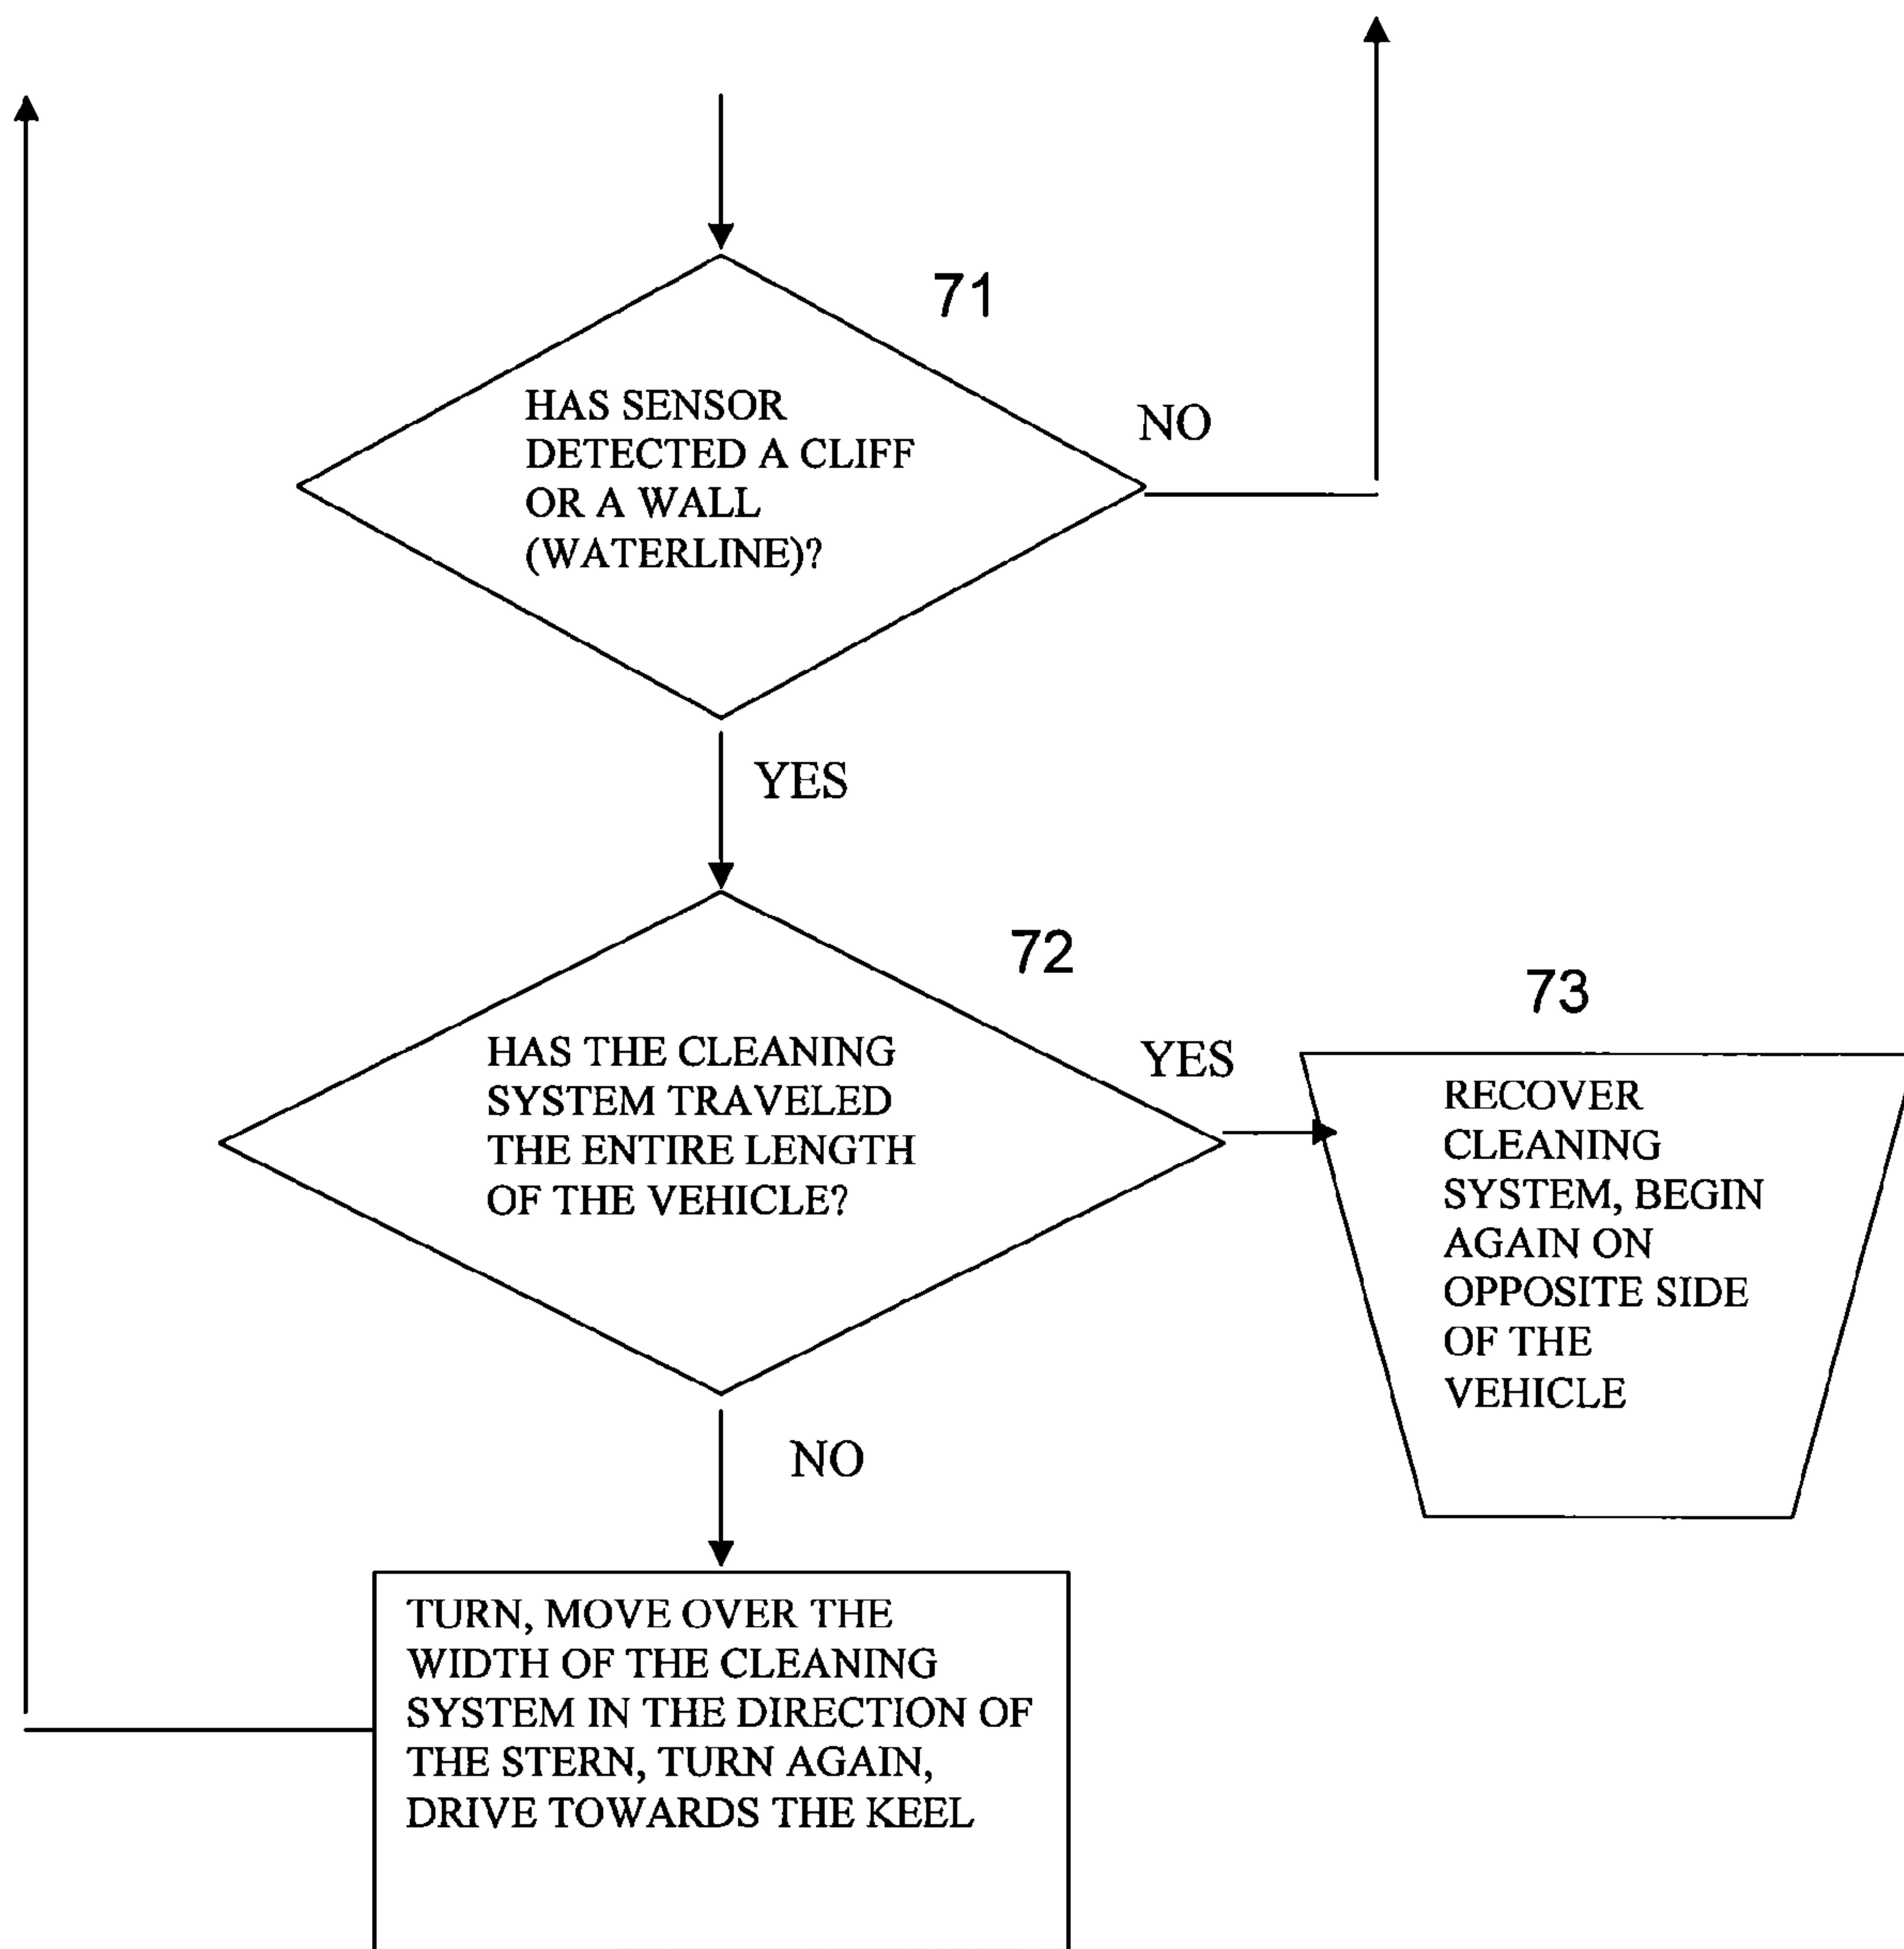 71
HAS SENSOR
DETECTED A CLIFF
OR A WALL
(WATERLINE)?
NO
YES
72
HAS THE CLEANING
SYSTEM TRAVELED
THE ENTIRE LENGTH
OF THE VEHICLE?
YES
73
RECOVER
CLEANING
SYSTEM, BEGIN
AGAIN ON
OPPOSITE SIDE
OF THE
VEHICLE
NO
TURN, MOVE OVER THE
WIDTH OF THE CLEANING
SYSTEM IN THE DIRECTION OF
THE STERN, TURN AGAIN,
DRIVE TOWARDS THE KEEL